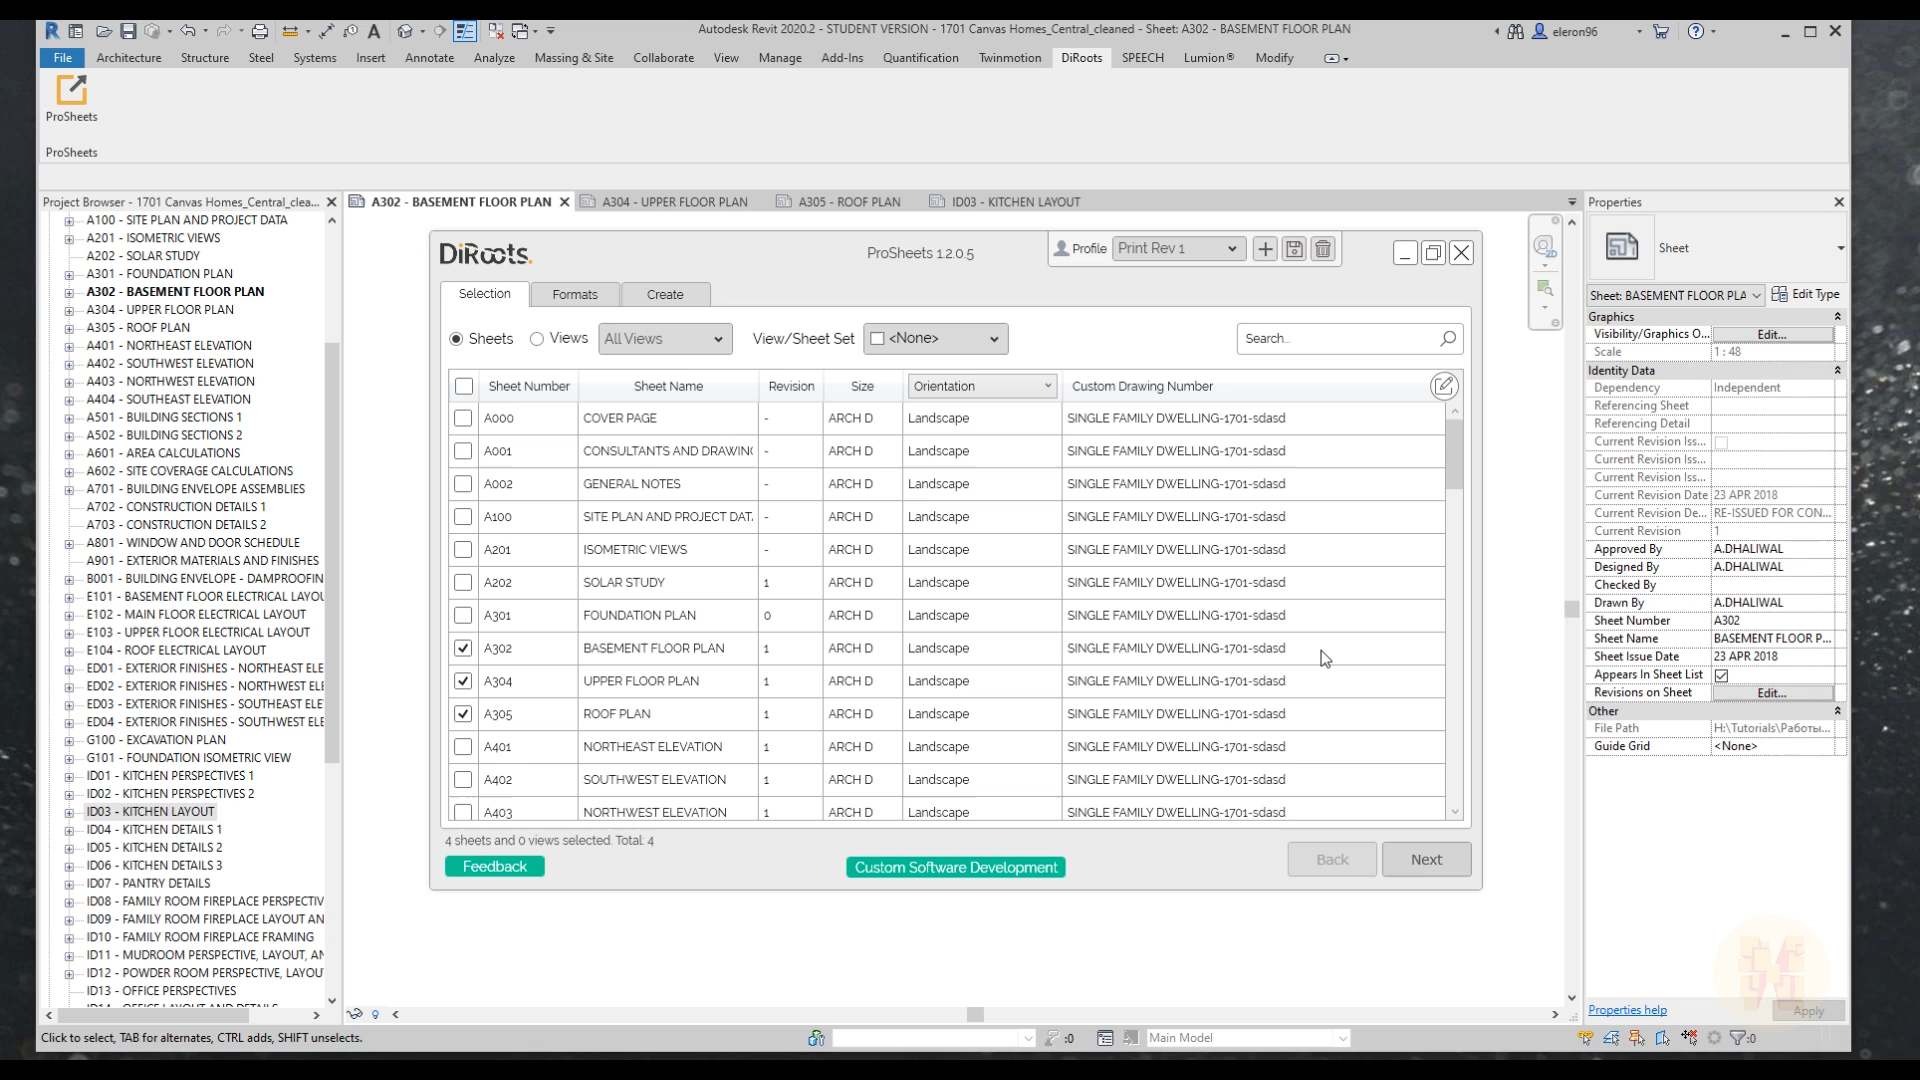 Autodesk Revit 2020.2 - STUDENT VERSION - 1701 Canvas Homes_Central_cleaned - Sheet: A302 - BASEMENT FLOOR PLAN
eleron96
File Architecture Structure Steel Systems Insert Annotate Analyze Massing & Site Collaborate View Manage Add-Ins Quantification Twinmotion DiRoots SPEECH Lumion® Modify
ProSheets
ProSheets
Project Browser - 1701 Canvas Homes_Central_clea...
A100 - SITE PLAN AND PROJECT DATA
A201 - ISOMETRIC VIEWS
A202 - SOLAR STUDY
A301 - FOUNDATION PLAN
A302 - BASEMENT FLOOR PLAN
A304 - UPPER FLOOR PLAN
A305 - ROOF PLAN
A401 - NORTHEAST ELEVATION
A402 - SOUTHWEST ELEVATION
A403 - NORTHWEST ELEVATION
A404 - SOUTHEAST ELEVATION
A501 - BUILDING SECTIONS 1
A502 - BUILDING SECTIONS 2
A601 - AREA CALCULATIONS
A602 - SITE COVERAGE CALCULATIONS
A701 - BUILDING ENVELOPE ASSEMBLIES
A702 - CONSTRUCTION DETAILS 1
A703 - CONSTRUCTION DETAILS 2
A801 - WINDOW AND DOOR SCHEDULE
A901 - EXTERIOR MATERIALS AND FINISHES
B001 - BUILDING ENVELOPE - DAMPROOFIN
E101 - BASEMENT FLOOR ELECTRICAL LAYOU
E102 - MAIN FLOOR ELECTRICAL LAYOUT
E103 - UPPER FLOOR ELECTRICAL LAYOUT
E104 - ROOF ELECTRICAL LAYOUT
ED01 - EXTERIOR FINISHES - NORTHEAST ELE
ED02 - EXTERIOR FINISHES - NORTHWEST ELE
ED03 - EXTERIOR FINISHES - SOUTHEAST ELE
ED04 - EXTERIOR FINISHES - SOUTHWEST ELE
G100 - EXCAVATION PLAN
G101 - FOUNDATION ISOMETRIC VIEW
ID01 - KITCHEN PERSPECTIVES 1
ID02 - KITCHEN PERSPECTIVES 2
ID03 - KITCHEN LAYOUT
ID04 - KITCHEN DETAILS 1
ID05 - KITCHEN DETAILS 2
ID06 - KITCHEN DETAILS 3
ID07 - PANTRY DETAILS
ID08 - FAMILY ROOM FIREPLACE PERSPECTIV
ID09 - FAMILY ROOM FIREPLACE LAYOUT AN
ID10 - FAMILY ROOM FIREPLACE FRAMING
ID11 - MUDROOM PERSPECTIVE, LAYOUT, AN
ID12 - POWDER ROOM PERSPECTIVE, LAYOU
ID13 - OFFICE PERSPECTIVES
A302 - BASEMENT FLOOR PLAN A304 - UPPER FLOOR PLAN A305 - ROOF PLAN ID03 - KITCHEN LAYOUT
DiRoots.
ProSheets 1.2.0.5
Profile Print Rev 1
Selection Formats Create
Sheets Views All Views View/Sheet Set <None> Search...
Sheet Number Sheet Name Revision Size Orientation Custom Drawing Number
A000 COVER PAGE - ARCH D Landscape SINGLE FAMILY DWELLING-1701-sdasd
A001 CONSULTANTS AND DRAWIN( - ARCH D Landscape SINGLE FAMILY DWELLING-1701-sdasd
A002 GENERAL NOTES - ARCH D Landscape SINGLE FAMILY DWELLING-1701-sdasd
A100 SITE PLAN AND PROJECT DAT. - ARCH D Landscape SINGLE FAMILY DWELLING-1701-sdasd
A201 ISOMETRIC VIEWS - ARCH D Landscape SINGLE FAMILY DWELLING-1701-sdasd
A202 SOLAR STUDY 1 ARCH D Landscape SINGLE FAMILY DWELLING-1701-sdasd
A301 FOUNDATION PLAN 0 ARCH D Landscape SINGLE FAMILY DWELLING-1701-sdasd
A302 BASEMENT FLOOR PLAN 1 ARCH D Landscape SINGLE FAMILY DWELLING-1701-sdasd
A304 UPPER FLOOR PLAN 1 ARCH D Landscape SINGLE FAMILY DWELLING-1701-sdasd
A305 ROOF PLAN 1 ARCH D Landscape SINGLE FAMILY DWELLING-1701-sdasd
A401 NORTHEAST ELEVATION 1 ARCH D Landscape SINGLE FAMILY DWELLING-1701-sdasd
A402 SOUTHWEST ELEVATION 1 ARCH D Landscape SINGLE FAMILY DWELLING-1701-sdasd
A403 NORTHWEST ELEVATION 1 ARCH D Landscape SINGLE FAMILY DWELLING-1701-sdasd
4 sheets and 0 views selected. Total: 4
Feedback Custom Software Development Back Next
Properties
Sheet
Sheet: BASEMENT FLOOR PLA Edit Type
Graphics
Visibility/Graphics O... Edit...
Scale 1 : 48
Identity Data
Dependency Independent
Referencing Sheet
Referencing Detail
Current Revision Iss...
Current Revision Iss...
Current Revision Iss...
Current Revision Date 23 APR 2018
Current Revision De... RE-ISSUED FOR CON...
Current Revision 1
Approved By A.DHALIWAL
Designed By A.DHALIWAL
Checked By
Drawn By A.DHALIWAL
Sheet Number A302
Sheet Name BASEMENT FLOOR P...
Sheet Issue Date 23 APR 2018
Appears In Sheet List
Revisions on Sheet Edit...
Other
File Path H:\Tutorials\Работы...
Guide Grid <None>
Properties help Apply
Click to select, TAB for alternates, CTRL adds, SHIFT unselects.
:0 Main Model :0